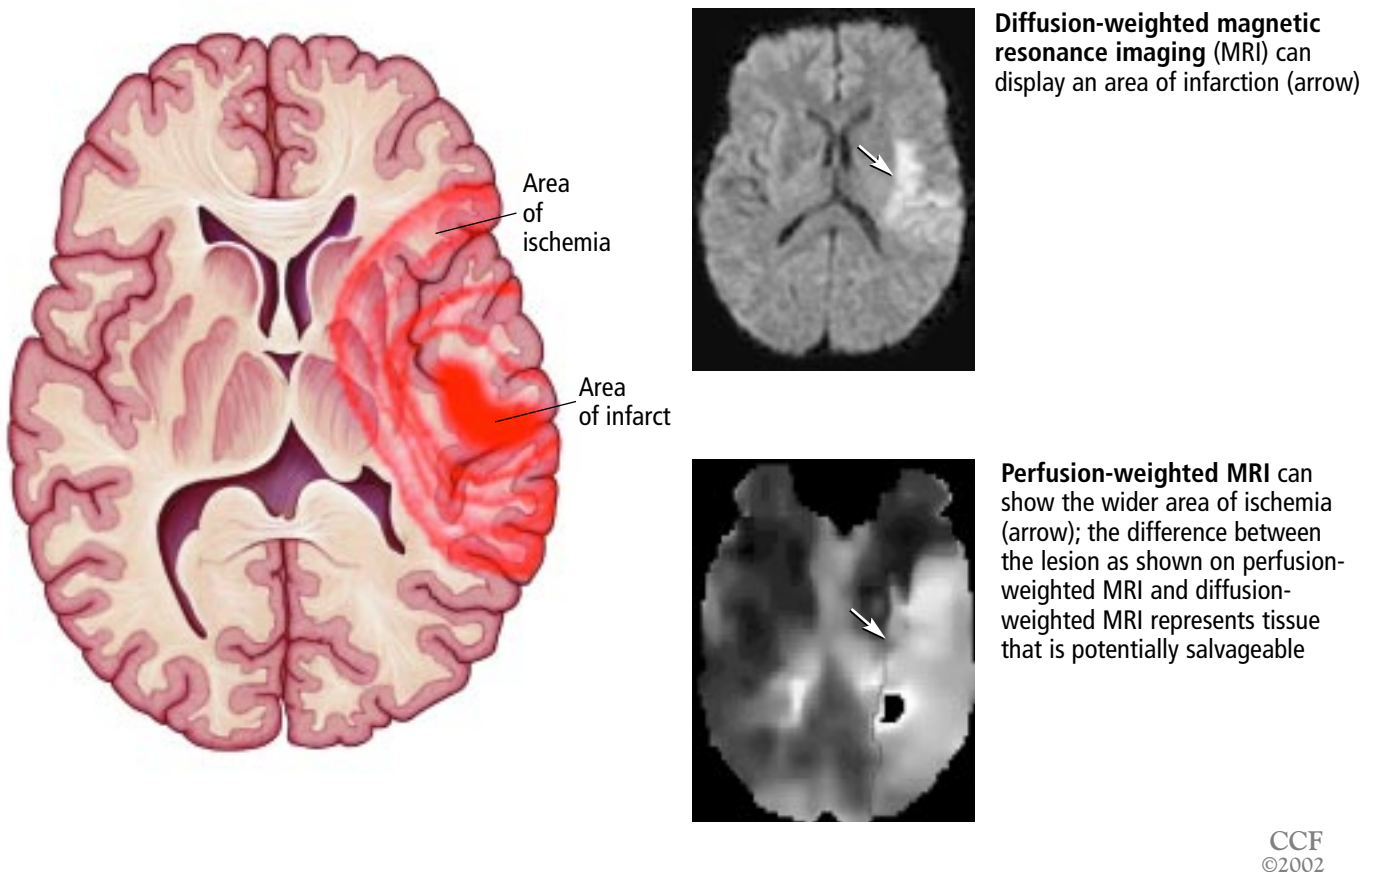 Area
of
ischemia
Area
of infarct
Diffusion-weighted magnetic
resonance imaging (MRI) can
display an area of infarction (arrow)
Perfusion-weighted MRI can
show the wider area of ischemia
(arrow); the difference between
the lesion as shown on perfusion-
weighted MRI and diffusion-
weighted MRI represents tissue
that is potentially salvageable
CCF
©2002